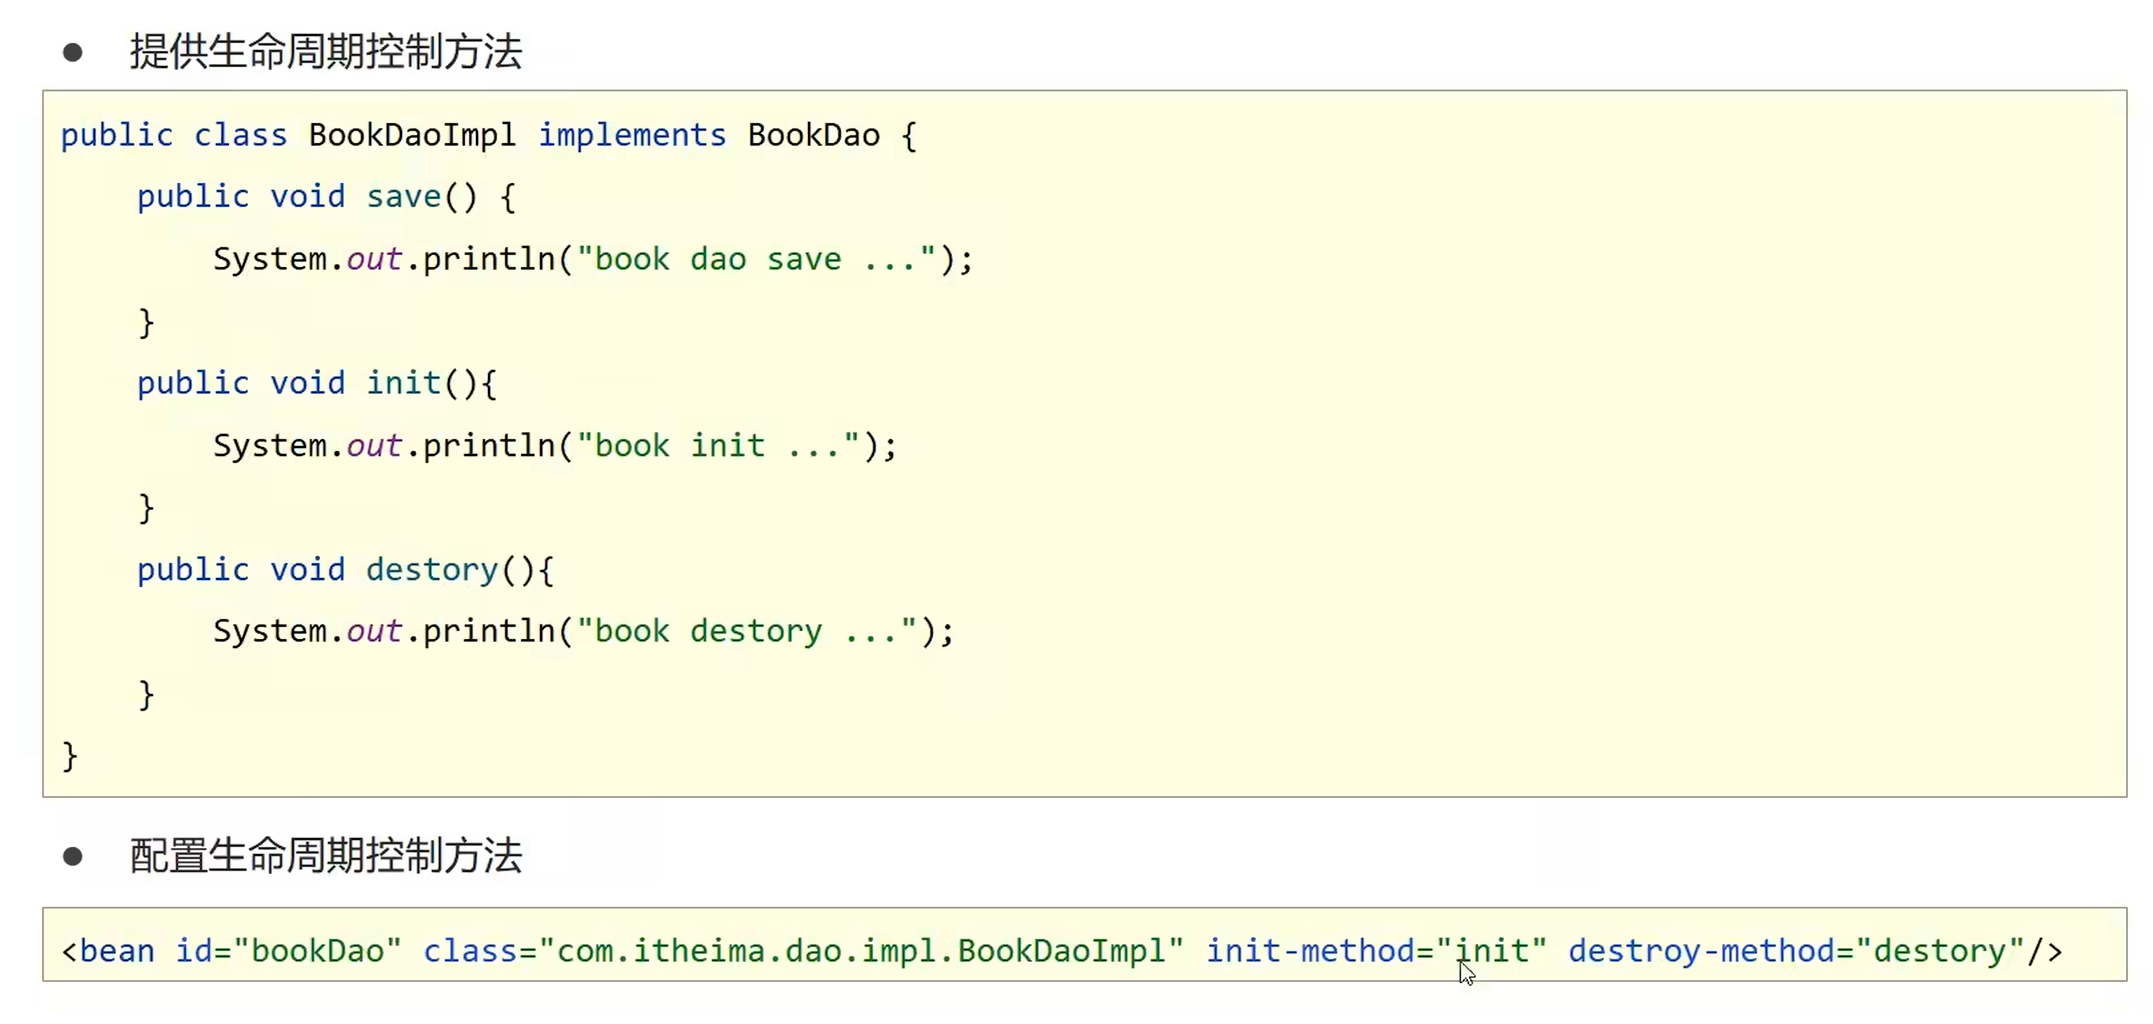 ● 提供生命周期控制方法
public class BookDaoImpl implements BookDao {
    public void save() {
        System.out.println("book dao save ...");
    }
    public void init(){
        System.out.println("book init ...");
    }
    public void destory(){
        System.out.println("book destory ...");
    }
}
● 配置生命周期控制方法
<bean id="bookDao" class="com.itheima.dao.impl.BookDaoImpl" init-method="init" destroy-method="destory"/>